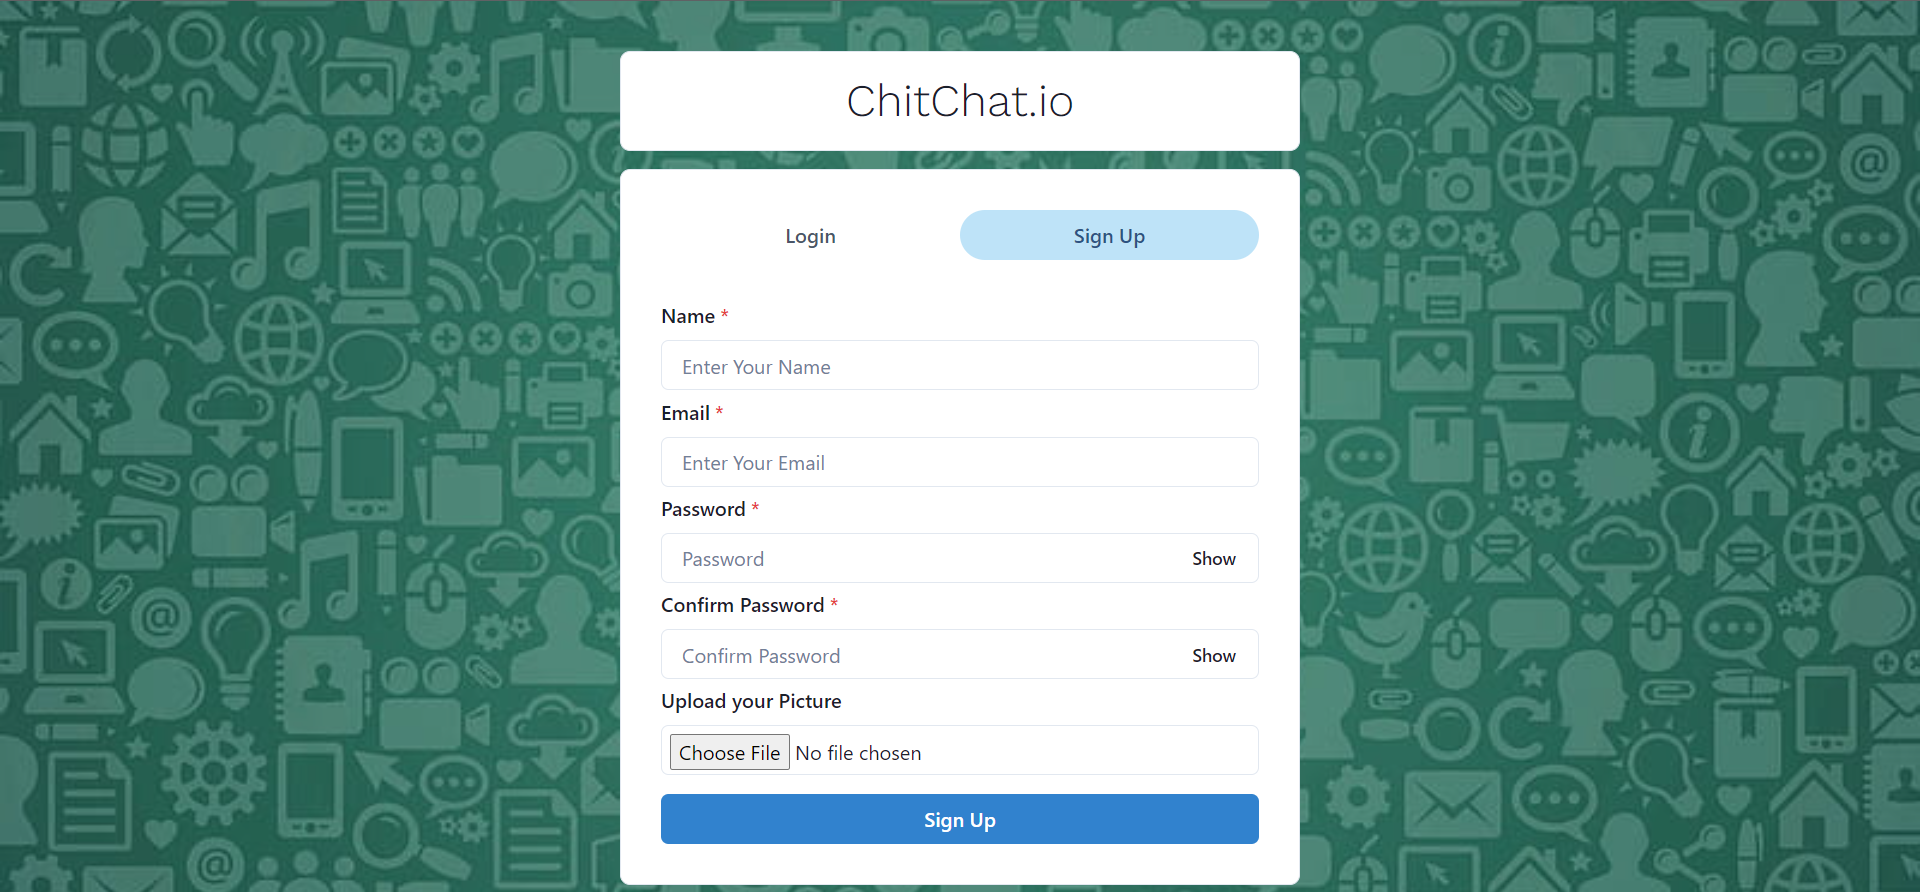 ChitChat.io
Login Sign Up
Name *
Enter Your Name
Email *
Enter Your Email
Password *
Password Show
Confirm Password *
Confirm Password Show
Upload your Picture
Choose File No file chosen
Sign Up